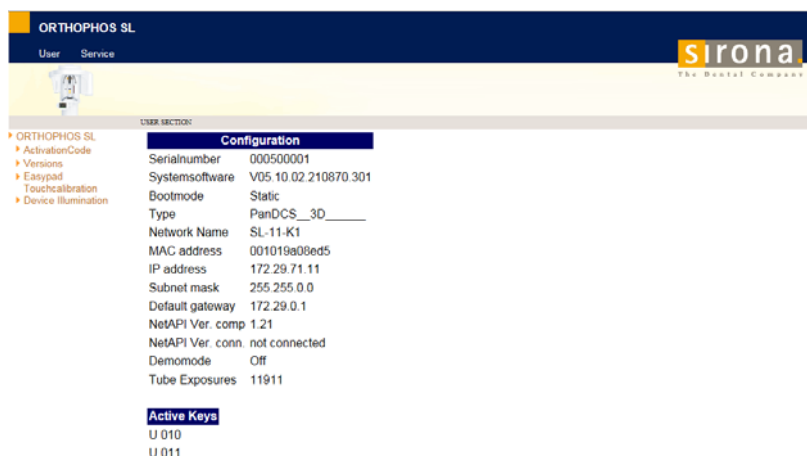 ORTHOPHOS SL
User Service
sirona.
The Dental Company
USER SECTION
ORTHOPHOS SL
ActivationCode
Versions
Easypad
Touchcalibration
Device Illumination
Configuration
Serialnumber 000500001
Systemsoftware V05.10.02.210870.301
Bootmode Static
Type PanDCS__3D______
Network Name SL-11-K1
MAC address 001019a08ed5
IP address 172.29.71.11
Subnet mask 255.255.0.0
Default gateway 172.29.0.1
NetAPI Ver. comp 1.21
NetAPI Ver. conn. not connected
Demomode Off
Tube Exposures 11911
Active Keys
U 010
U 011